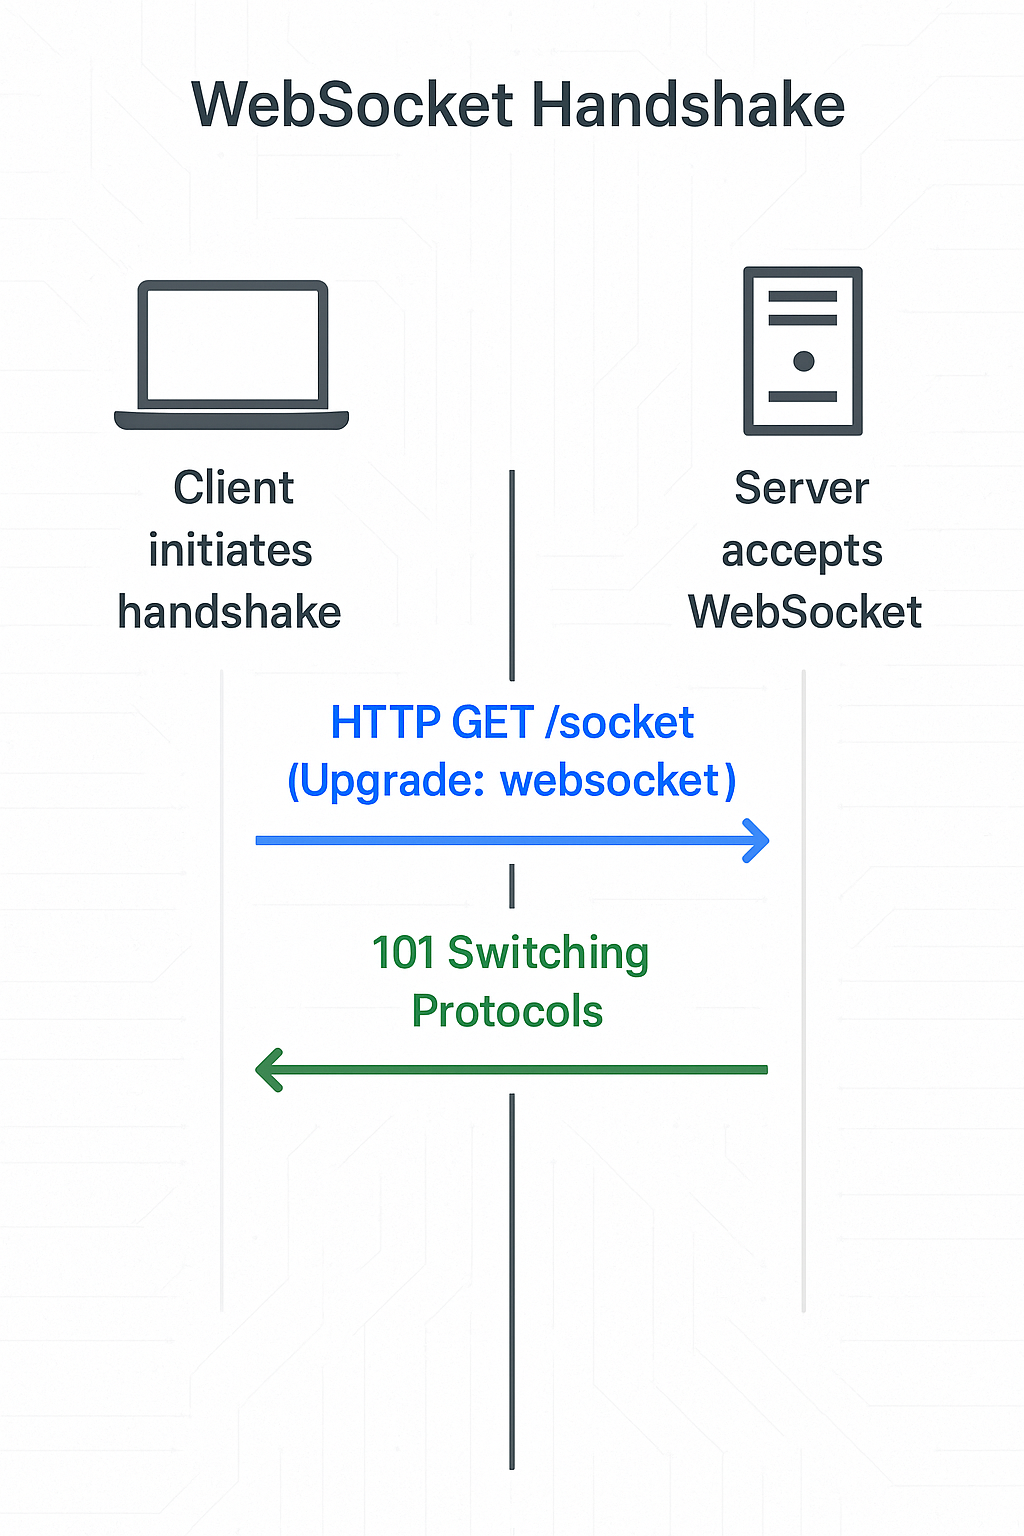 WebSocket Handshake
Client
initiates
handshake
Server
accepts
WebSocket
HTTP GET /socket
(Upgrade: websocket)
101 Switching
Protocols